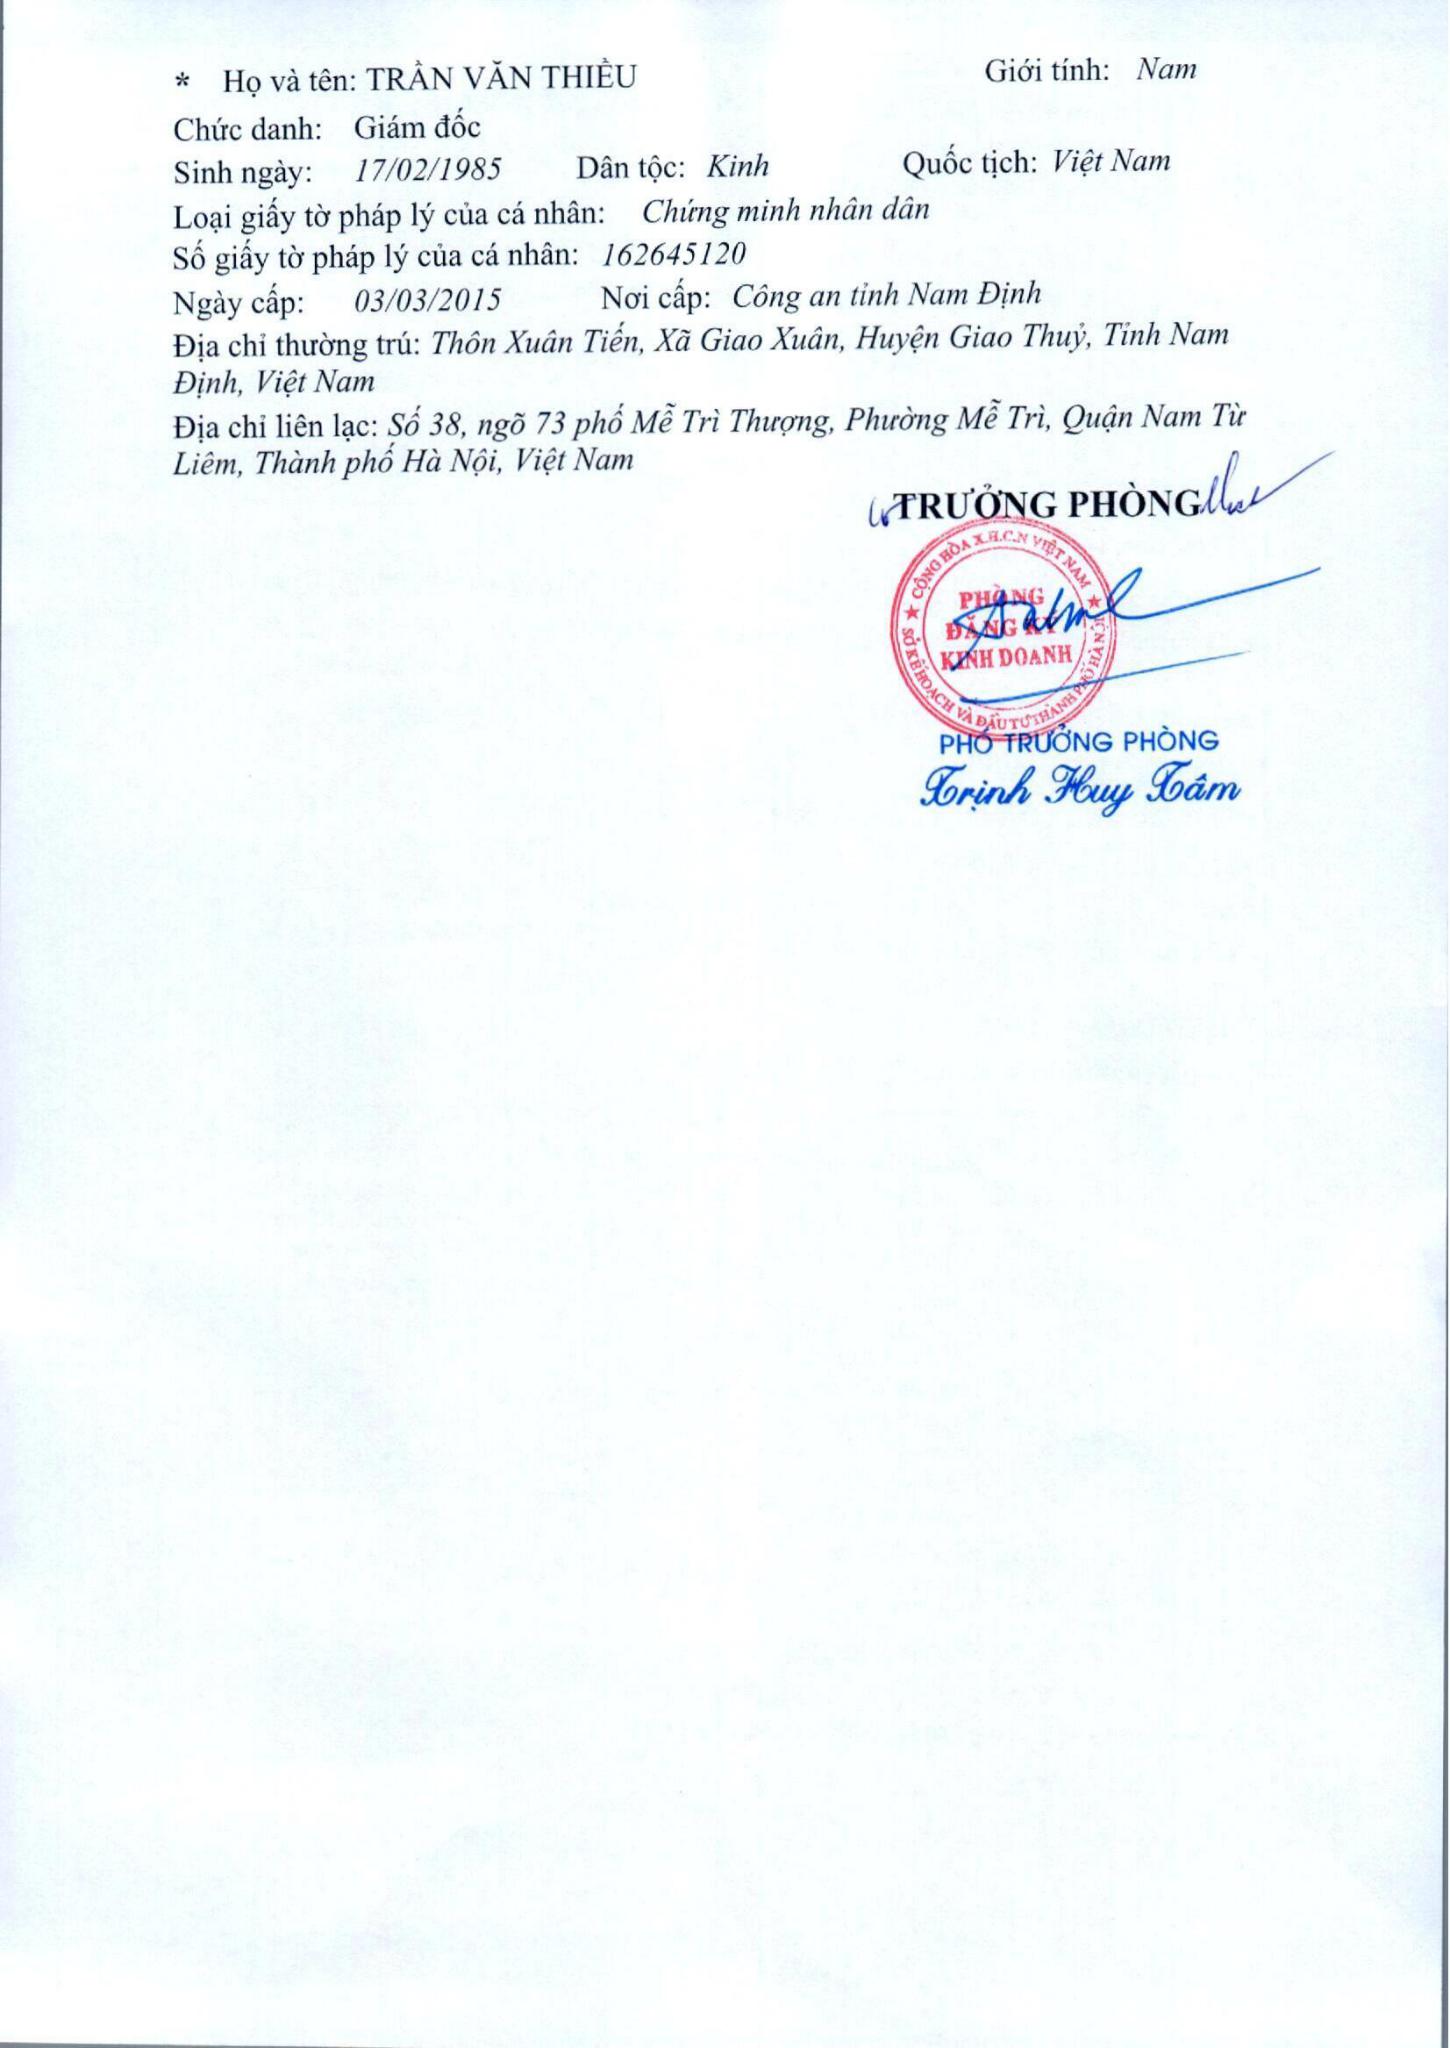 * Họ và tên: TRẦN VĂN THIỀU Giới tính: Nam
Chức danh: Giám đốc
Sinh ngày: 17/02/1985 Dân tộc: Kinh Quốc tịch: Việt Nam
Loại giấy tờ pháp lý của cá nhân: Chứng minh nhân dân
Số giấy tờ pháp lý của cá nhân: 162645120
Ngày cấp: 03/03/2015 Nơi cấp: Công an tỉnh Nam Định
Địa chỉ thường trú: Thôn Xuân Tiến, Xã Giao Xuân, Huyện Giao Thuỷ, Tỉnh Nam
Định, Việt Nam
Địa chỉ liên lạc: Số 38, ngõ 73 phố Mễ Trì Thượng, Phường Mễ Trì, Quận Nam Từ
Liêm, Thành phố Hà Nội, Việt Nam
TRƯỞNG PHÒNG
CỘNG HÒA X.H.C.N VIỆT NAM
PHÒNG
ĐĂNG KÝ
KINH DOANH
SỞ KẾ HOẠCH VÀ ĐẦU TƯ THÀNH PHỐ HÀ NỘI
PHÓ TRƯỞNG PHÒNG
Trịnh Huy Tâm